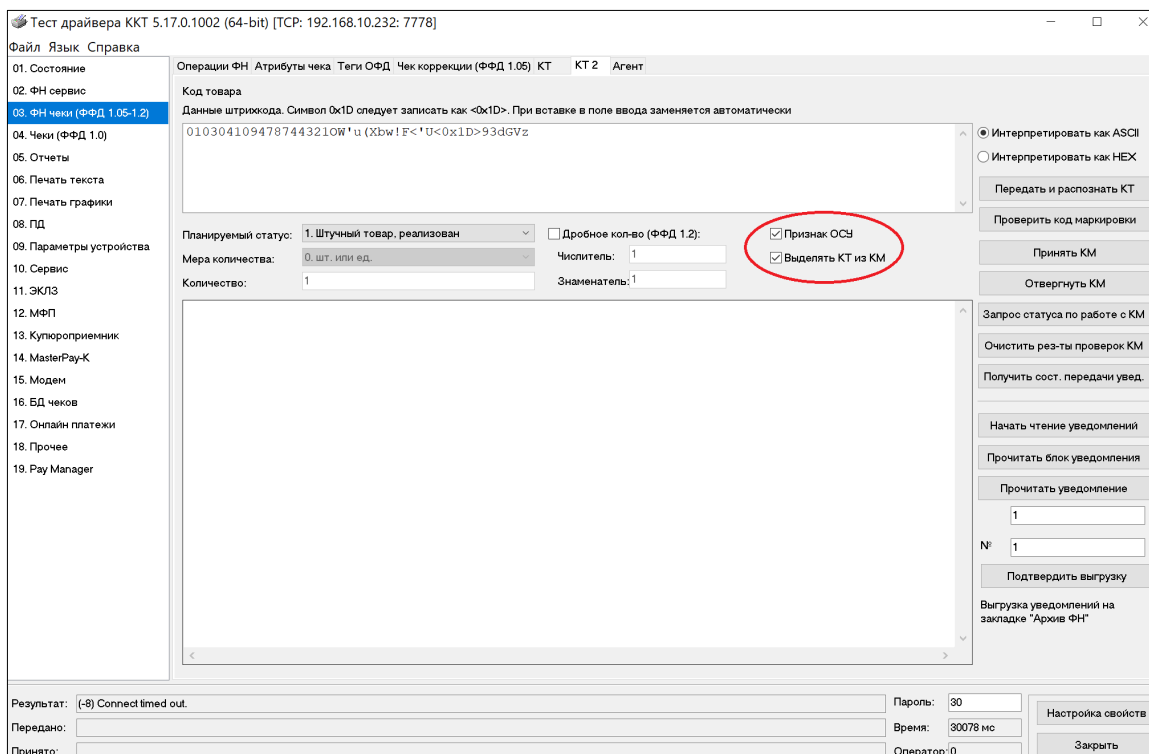 Тест драйвера ККТ 5.17.0.1002 (64-bit) [TCP: 192.168.10.232: 7778]
Файл Язык Справка
01. Состояние
02. ФН сервис
03. ФН чеки (ФФД 1.05-1.2)
04. Чеки (ФФД 1.0)
05. Отчеты
06. Печать текста
07. Печать графики
08. ПД
09. Параметры устройства
10. Сервис
11. ЭКЛЗ
12. МФП
13. Купюроприемник
14. MasterPay-K
15. Модем
16. БД чеков
17. Онлайн платежи
18. Прочее
19. Pay Manager
Операции ФН Атрибуты чека Теги ОФД Чек коррекции (ФФД 1.05) КТ КТ 2 Агент
Код товара
Данные штрихкода. Символ 0x1D следует записать как <0x1D>. При вставке в поле ввода заменяется автоматически
010304109478744321OW'u(Xbw!F<'U<0x1D>93dGVz
Планируемый статус: 1. Штучный товар, реализован
Мера количества: 0. шт. или ед.
Количество: 1
Дробное кол-во (ФФД 1.2):
Числитель: 1
Знаменатель: 1
Признак ОСУ
Выделять КТ из КМ
Интерпретировать как ASCII
Интерпретировать как HEX
Передать и распознать КТ
Проверить код маркировки
Принять КМ
Отвергнуть КМ
Запрос статуса по работе с КМ
Очистить рез-ты проверок КМ
Получить сост. передачи увед.
Начать чтение уведомлений
Прочитать блок уведомления
Прочитать уведомление
1
№ 1
Подтвердить выгрузку
Выгрузка уведомлений на
закладке "Архив ФН"
Результат: (-8) Connect timed out.
Передано:
Принято:
Пароль: 30
Время: 30078 мс
Оператор: 0
Настройка свойств
Закрыть